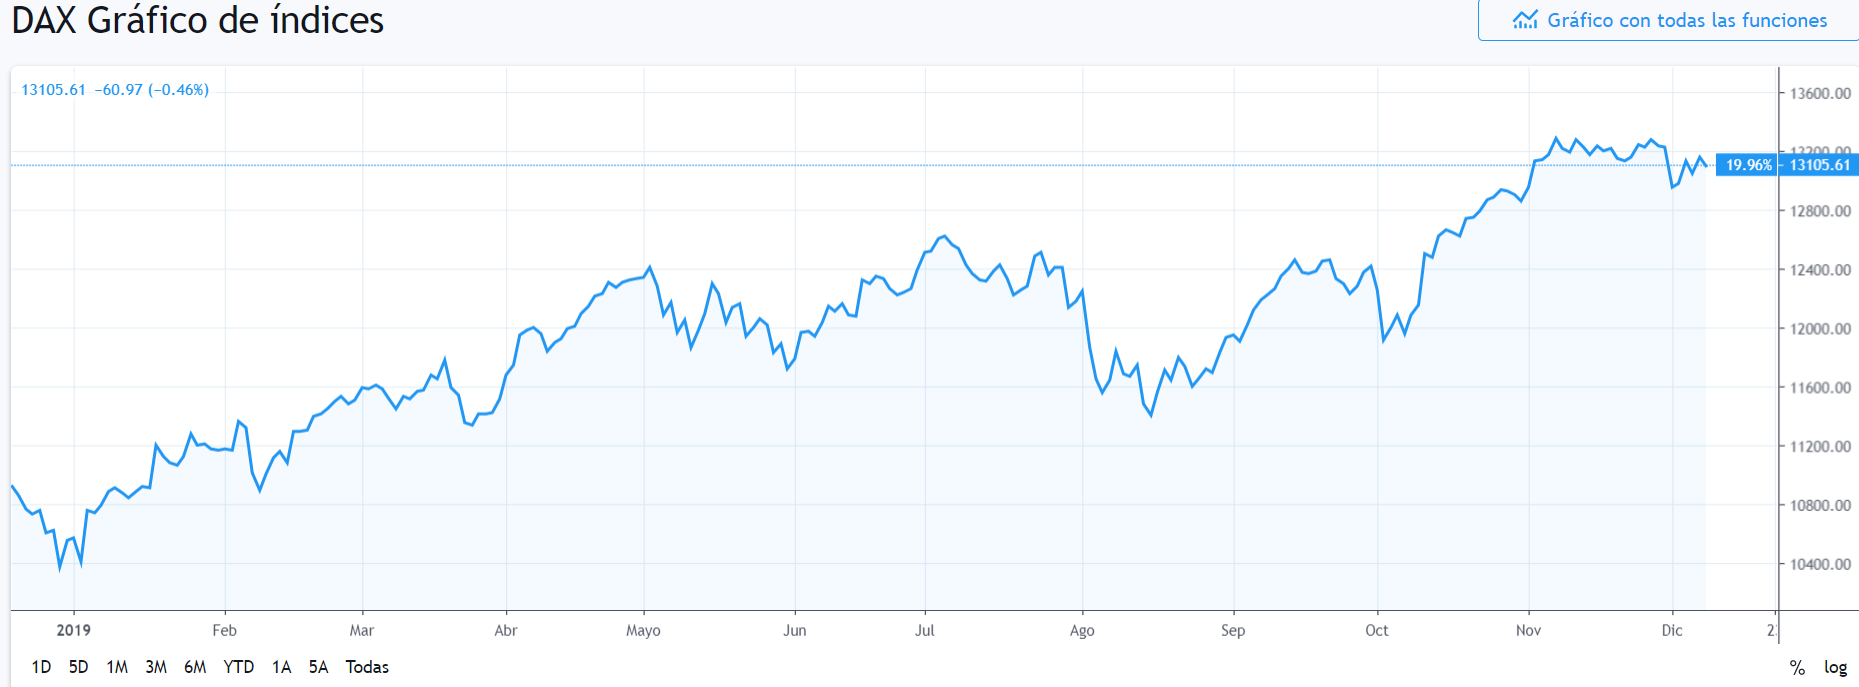 DAX Gráfico de índices
Gráfico con todas las funciones
13105.61 −60.97 (−0.46%)
13600.00
13200.00
19.96% 13105.61
12800.00
12400.00
12000.00
11600.00
11200.00
10800.00
10400.00
2019 Feb Mar Abr Mayo Jun Jul Ago Sep Oct Nov Dic
1D 5D 1M 3M 6M YTD 1A 5A Todas % log